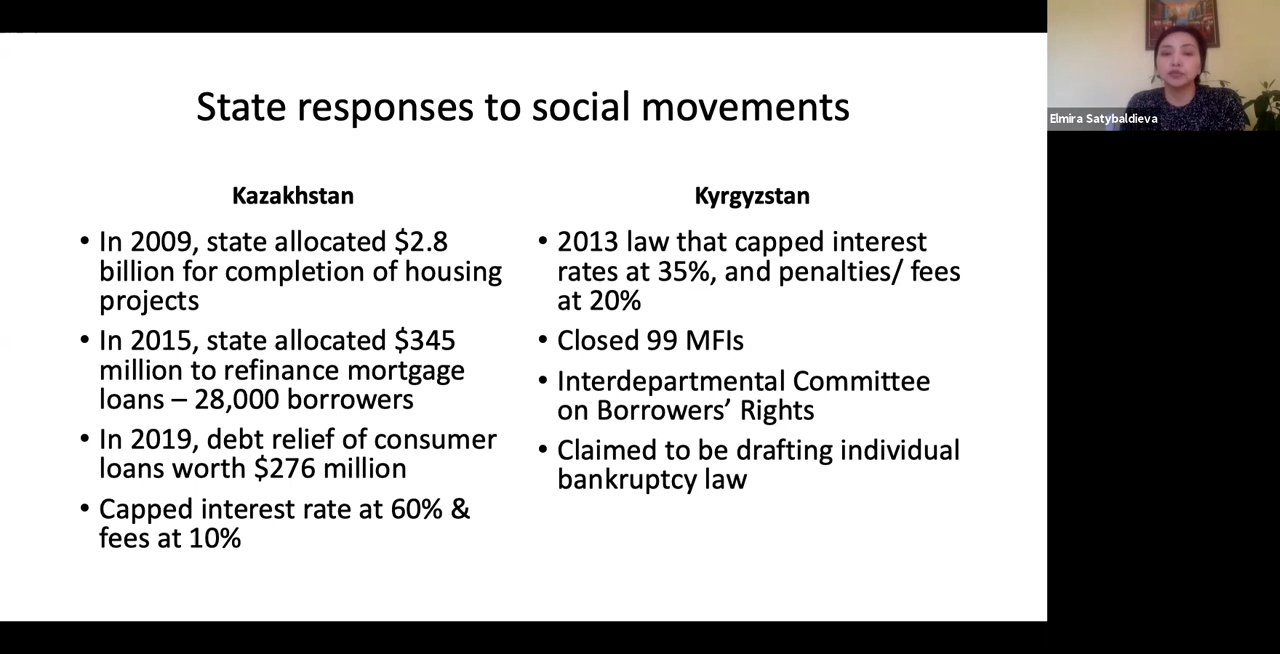 State responses to social movements
Kazakhstan
• In 2009, state allocated $2.8
billion for completion of housing
projects
• In 2015, state allocated $345
million to refinance mortgage
loans – 28,000 borrowers
• In 2019, debt relief of consumer
loans worth $276 million
• Capped interest rate at 60% &
fees at 10%
Kyrgyzstan
• 2013 law that capped interest
rates at 35%, and penalties/ fees
at 20%
• Closed 99 MFIs
• Interdepartmental Committee
on Borrowers’ Rights
• Claimed to be drafting individual
bankruptcy law
Elmira Satybaldieva